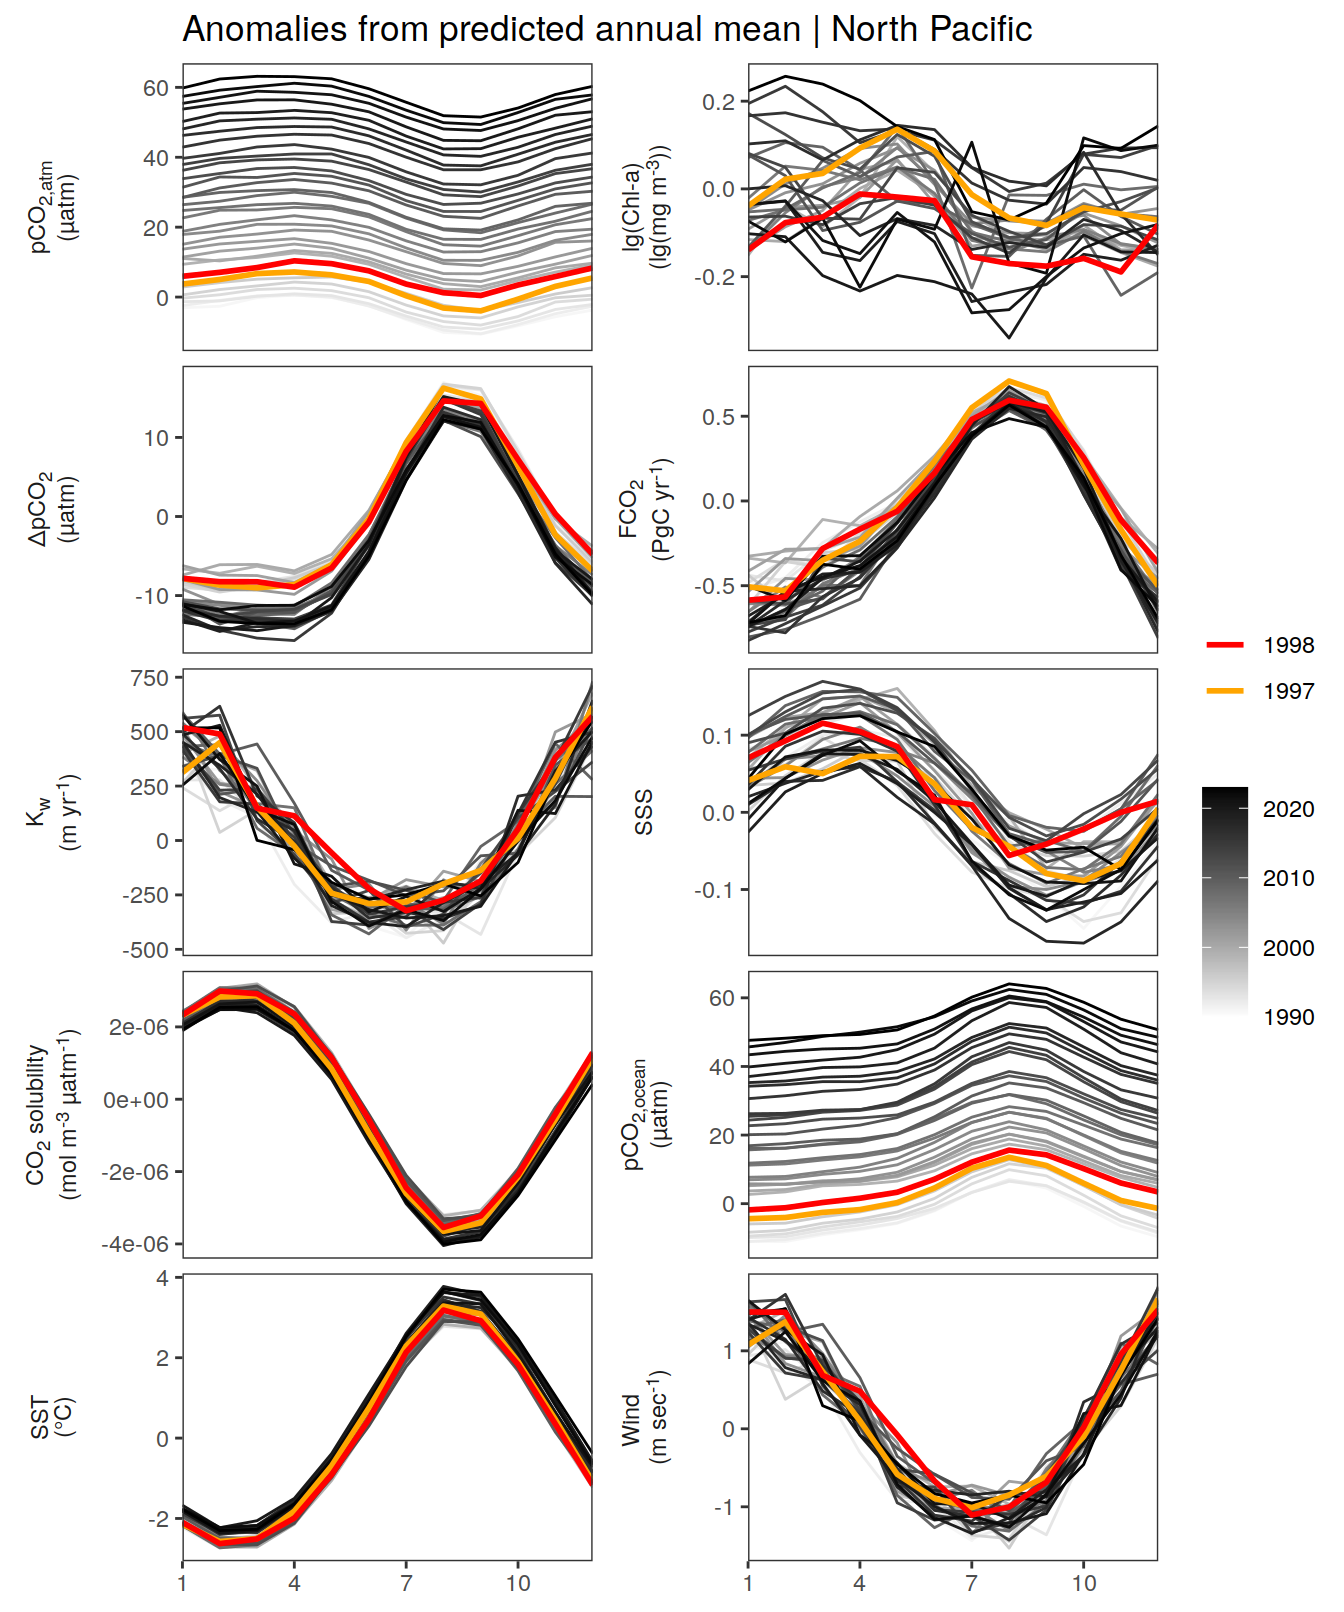 Anomalies from predicted annual mean | North Pacific
pCO2,atm
(µatm)
60
40
20
0
lg(Chl-a)
(lg(mg m-3))
0.2
0.0
-0.2
ΔpCO2
(µatm)
10
0
-10
FCO2
(PgC yr-1)
0.5
0.0
-0.5
Kw
(m yr-1)
750
500
250
0
-250
-500
SSS
0.1
0.0
-0.1
CO2 solubility
(mol m-3 µatm-1)
2e-06
0e+00
-2e-06
-4e-06
pCO2,ocean
(µatm)
60
40
20
0
SST
(°C)
4
2
0
-2
1
4
7
10
Wind
(m sec-1)
1
0
-1
1
4
7
10
1998
1997
2020
2010
2000
1990